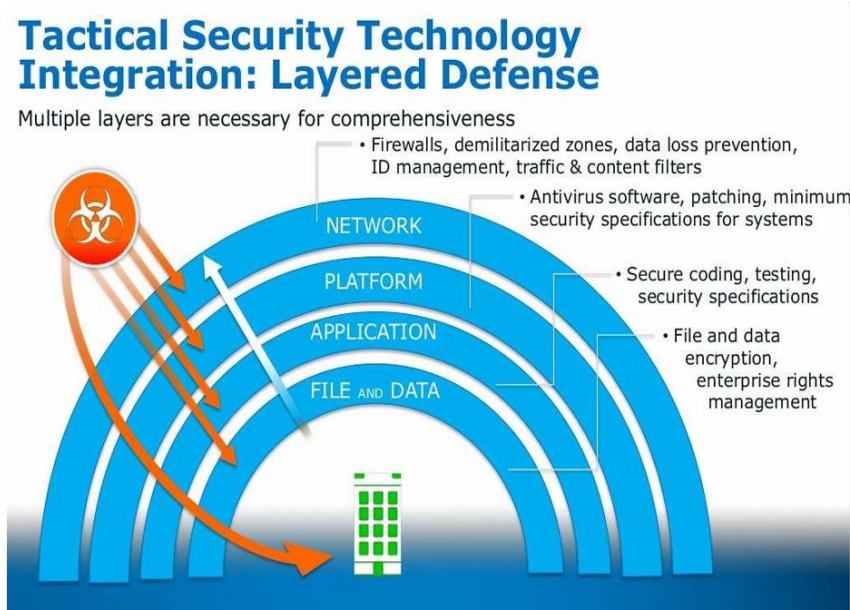 Tactical Security Technology
Integration: Layered Defense
Multiple layers are necessary for comprehensiveness
• Firewalls, demilitarized zones, data loss prevention,
ID management, traffic & content filters
• Antivirus software, patching, minimum
security specifications for systems
• Secure coding, testing,
security specifications
• File and data
encryption,
enterprise rights
management
NETWORK
PLATFORM
APPLICATION
FILE AND DATA